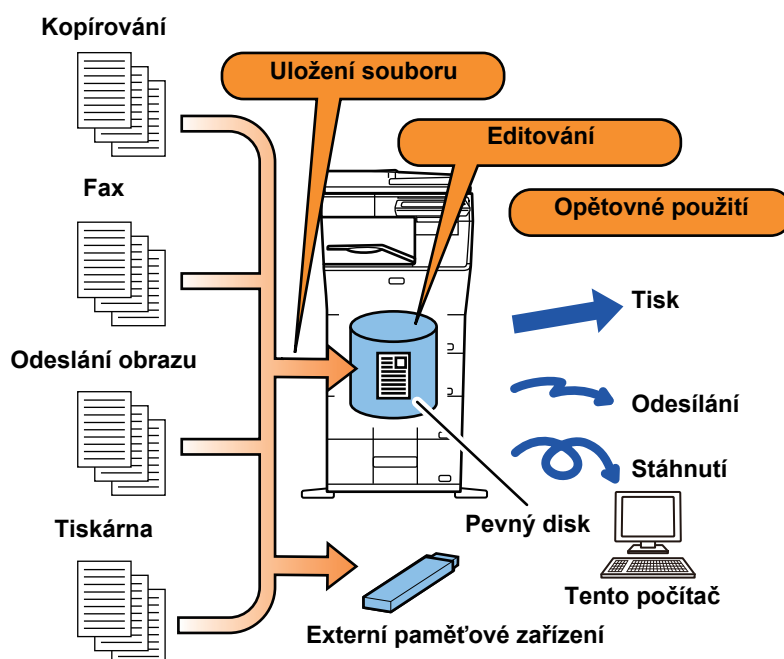 Kopírování
Uložení souboru
Editování
Fax
Opětovné použití
Tisk
Odeslání obrazu
Odesílání
Stáhnutí
Pevný disk
Tiskárna
Tento počítač
Externí paměťové zařízení